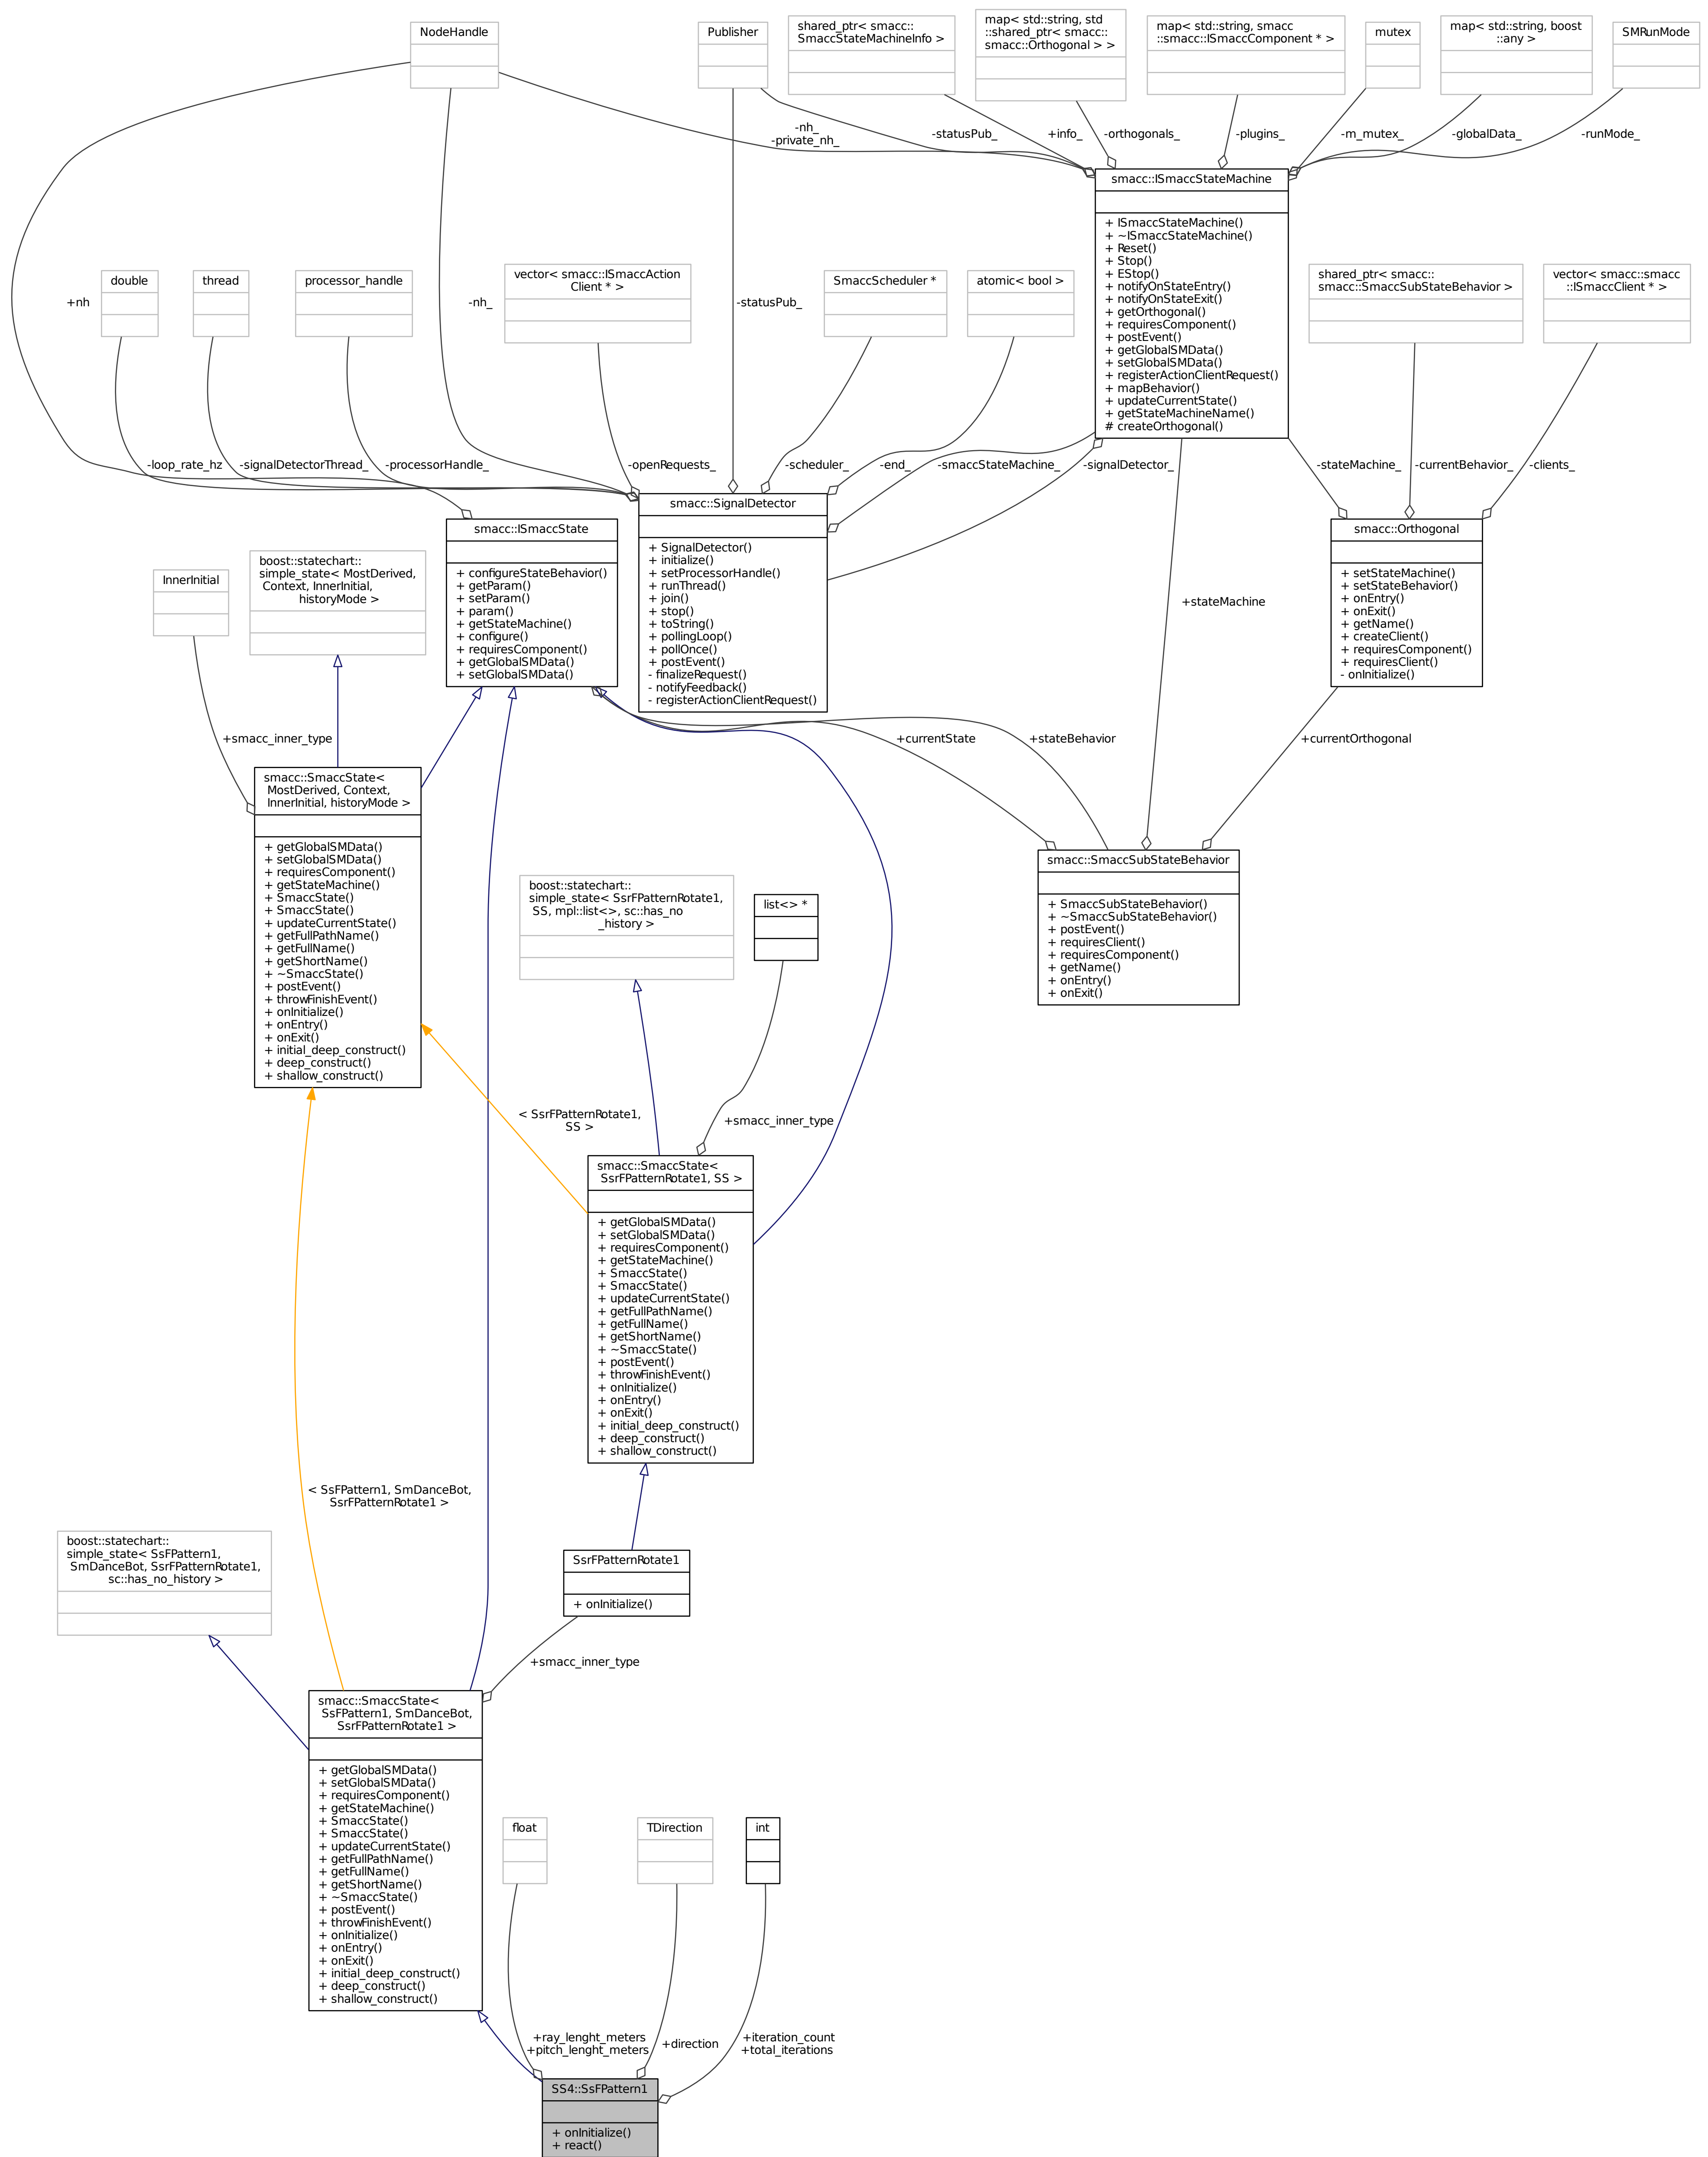 NodeHandle
Publisher
shared_ptr< smacc::
SmaccStateMachineInfo >
map< std::string, std
::shared_ptr< smacc::
smacc::Orthogonal > >
map< std::string, smacc
::smacc::ISmaccComponent * >
mutex
map< std::string, boost
::any >
SMRunMode
-nh_
-private_nh_
-statusPub_
+info_
-orthogonals_
-plugins_
-m_mutex_
-globalData_
-runMode_
smacc::ISmaccStateMachine
+ ISmaccStateMachine()
+ ~ISmaccStateMachine()
+ Reset()
+ Stop()
+ EStop()
+ notifyOnStateEntry()
+ notifyOnStateExit()
+ getOrthogonal()
+ requiresComponent()
+ postEvent()
+ getGlobalSMData()
+ setGlobalSMData()
+ registerActionClientRequest()
+ mapBehavior()
+ updateCurrentState()
+ getStateMachineName()
# createOrthogonal()
+nh
double
thread
processor_handle
-nh_
vector< smacc::ISmaccAction
Client * >
-statusPub_
SmaccScheduler *
atomic< bool >
shared_ptr< smacc::
smacc::SmaccSubStateBehavior >
vector< smacc::smacc
::ISmaccClient * >
-loop_rate_hz
-signalDetectorThread_
-processorHandle_
-openRequests_
-scheduler_
-end_
-smaccStateMachine_
-signalDetector_
-stateMachine_
-currentBehavior_
-clients_
smacc::SignalDetector
+ SignalDetector()
+ initialize()
+ setProcessorHandle()
+ runThread()
+ join()
+ stop()
+ toString()
+ pollingLoop()
+ pollOnce()
+ postEvent()
- finalizeRequest()
- notifyFeedback()
- registerActionClientRequest()
smacc::ISmaccState
+ configureStateBehavior()
+ getParam()
+ setParam()
+ param()
+ getStateMachine()
+ configure()
+ requiresComponent()
+ getGlobalSMData()
+ setGlobalSMData()
smacc::Orthogonal
+ setStateMachine()
+ setStateBehavior()
+ onEntry()
+ onExit()
+ getName()
+ createClient()
+ requiresComponent()
+ requiresClient()
- onInitialize()
InnerInitial
boost::statechart::
simple_state< MostDerived,
Context, InnerInitial,
historyMode >
+stateMachine
+smacc_inner_type
+currentState
+stateBehavior
+currentOrthogonal
smacc::SmaccState<
MostDerived, Context,
InnerInitial, historyMode >
+ getGlobalSMData()
+ setGlobalSMData()
+ requiresComponent()
+ getStateMachine()
+ SmaccState()
+ SmaccState()
+ updateCurrentState()
+ getFullPathName()
+ getFullName()
+ getShortName()
+ ~SmaccState()
+ postEvent()
+ throwFinishEvent()
+ onInitialize()
+ onEntry()
+ onExit()
+ initial_deep_construct()
+ deep_construct()
+ shallow_construct()
smacc::SmaccSubStateBehavior
+ SmaccSubStateBehavior()
+ ~SmaccSubStateBehavior()
+ postEvent()
+ requiresClient()
+ requiresComponent()
+ getName()
+ onEntry()
+ onExit()
boost::statechart::
simple_state< SsrFPatternRotate1,
SS, mpl::list<>, sc::has_no
_history >
list<> *
< SsrFPatternRotate1,
SS >
+smacc_inner_type
smacc::SmaccState<
SsrFPatternRotate1, SS >
+ getGlobalSMData()
+ setGlobalSMData()
+ requiresComponent()
+ getStateMachine()
+ SmaccState()
+ SmaccState()
+ updateCurrentState()
+ getFullPathName()
+ getFullName()
+ getShortName()
+ ~SmaccState()
+ postEvent()
+ throwFinishEvent()
+ onInitialize()
+ onEntry()
+ onExit()
+ initial_deep_construct()
+ deep_construct()
+ shallow_construct()
< SsFPattern1, SmDanceBot,
SsrFPatternRotate1 >
boost::statechart::
simple_state< SsFPattern1,
SmDanceBot, SsrFPatternRotate1,
sc::has_no_history >
SsrFPatternRotate1
+ onInitialize()
+smacc_inner_type
smacc::SmaccState<
SsFPattern1, SmDanceBot,
SsrFPatternRotate1 >
+ getGlobalSMData()
+ setGlobalSMData()
+ requiresComponent()
+ getStateMachine()
+ SmaccState()
+ SmaccState()
+ updateCurrentState()
+ getFullPathName()
+ getFullName()
+ getShortName()
+ ~SmaccState()
+ postEvent()
+ throwFinishEvent()
+ onInitialize()
+ onEntry()
+ onExit()
+ initial_deep_construct()
+ deep_construct()
+ shallow_construct()
float
TDirection
int
+ray_lenght_meters
+pitch_lenght_meters
+direction
+iteration_count
+total_iterations
SS4::SsFPattern1
+ onInitialize()
+ react()